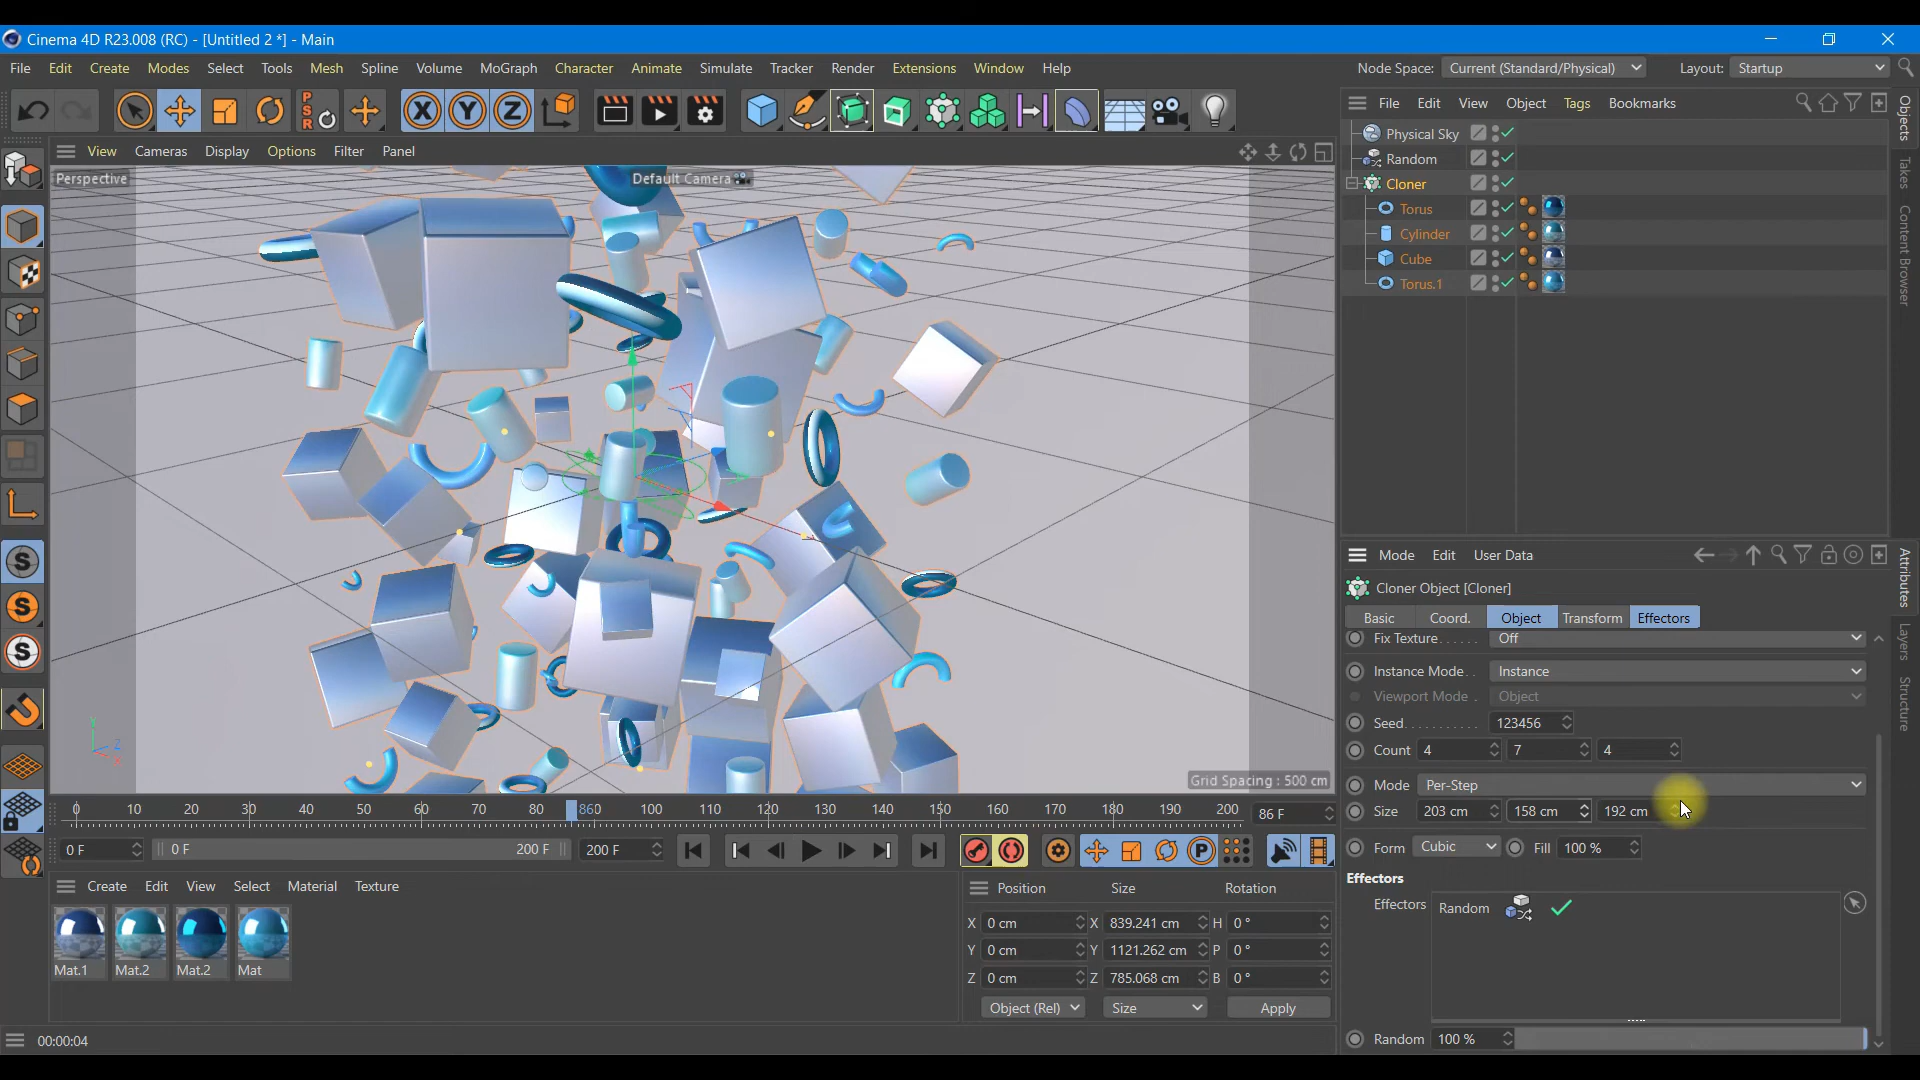 Cinema 4D R23.008 (RC) - [Untitled 2 *] - Main
File Edit Create Modes Select Tools Mesh Spline Volume MoGraph Character Animate Simulate Tracker Render Extensions Window Help
Node Space: Current (Standard/Physical) Layout: Startup
X Y Z
PSR
File Edit View Object Tags Bookmarks
View Cameras Display Options Filter Panel
Perspective
Default Camera
Physical Sky
Random
Cloner
Torus
Cylinder
Cube
Torus.1
Objects
Takes
Content Browser
Attributes
Layers
Structure
Mode Edit User Data
Cloner Object [Cloner]
Basic Coord. Object Transform Effectors
Fix Texture Off
Instance Mode Instance
Viewport Mode Object
Seed 123456
Count 4 7 4
Mode Per-Step
Size 203 cm 158 cm 192 cm
Form Cubic Fill 100 %
Effectors
Effectors Random
Random 100 %
S
S
S
Y
Z
X
Grid Spacing : 500 cm
0 10 20 30 40 50 60 70 80 860 100 110 120 130 140 150 160 170 180 190 200 86 F
0 F 0 F 200 F 200 F
P
Create Edit View Select Material Texture
Mat.1 Mat.2 Mat.2 Mat
Position Size Rotation
X 0 cm X 839.241 cm H 0 °
Y 0 cm Y 1121.262 cm P 0 °
Z 0 cm Z 785.068 cm B 0 °
Object (Rel) Size Apply
00:00:04